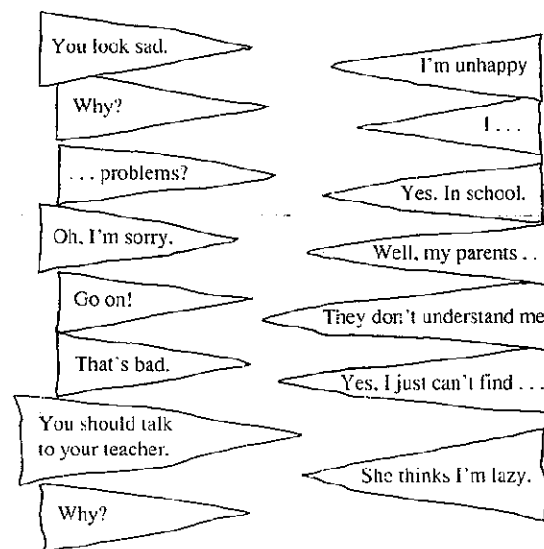 You look sad.
I'm unhappy
Why?
I . . .
. . . problems?
Yes. In school.
Oh, I'm sorry.
Well, my parents . .
Go on!
They don't understand me
That's bad.
Yes, I just can't find . . .
You should talk
to your teacher.
She thinks I'm lazy.
Why?